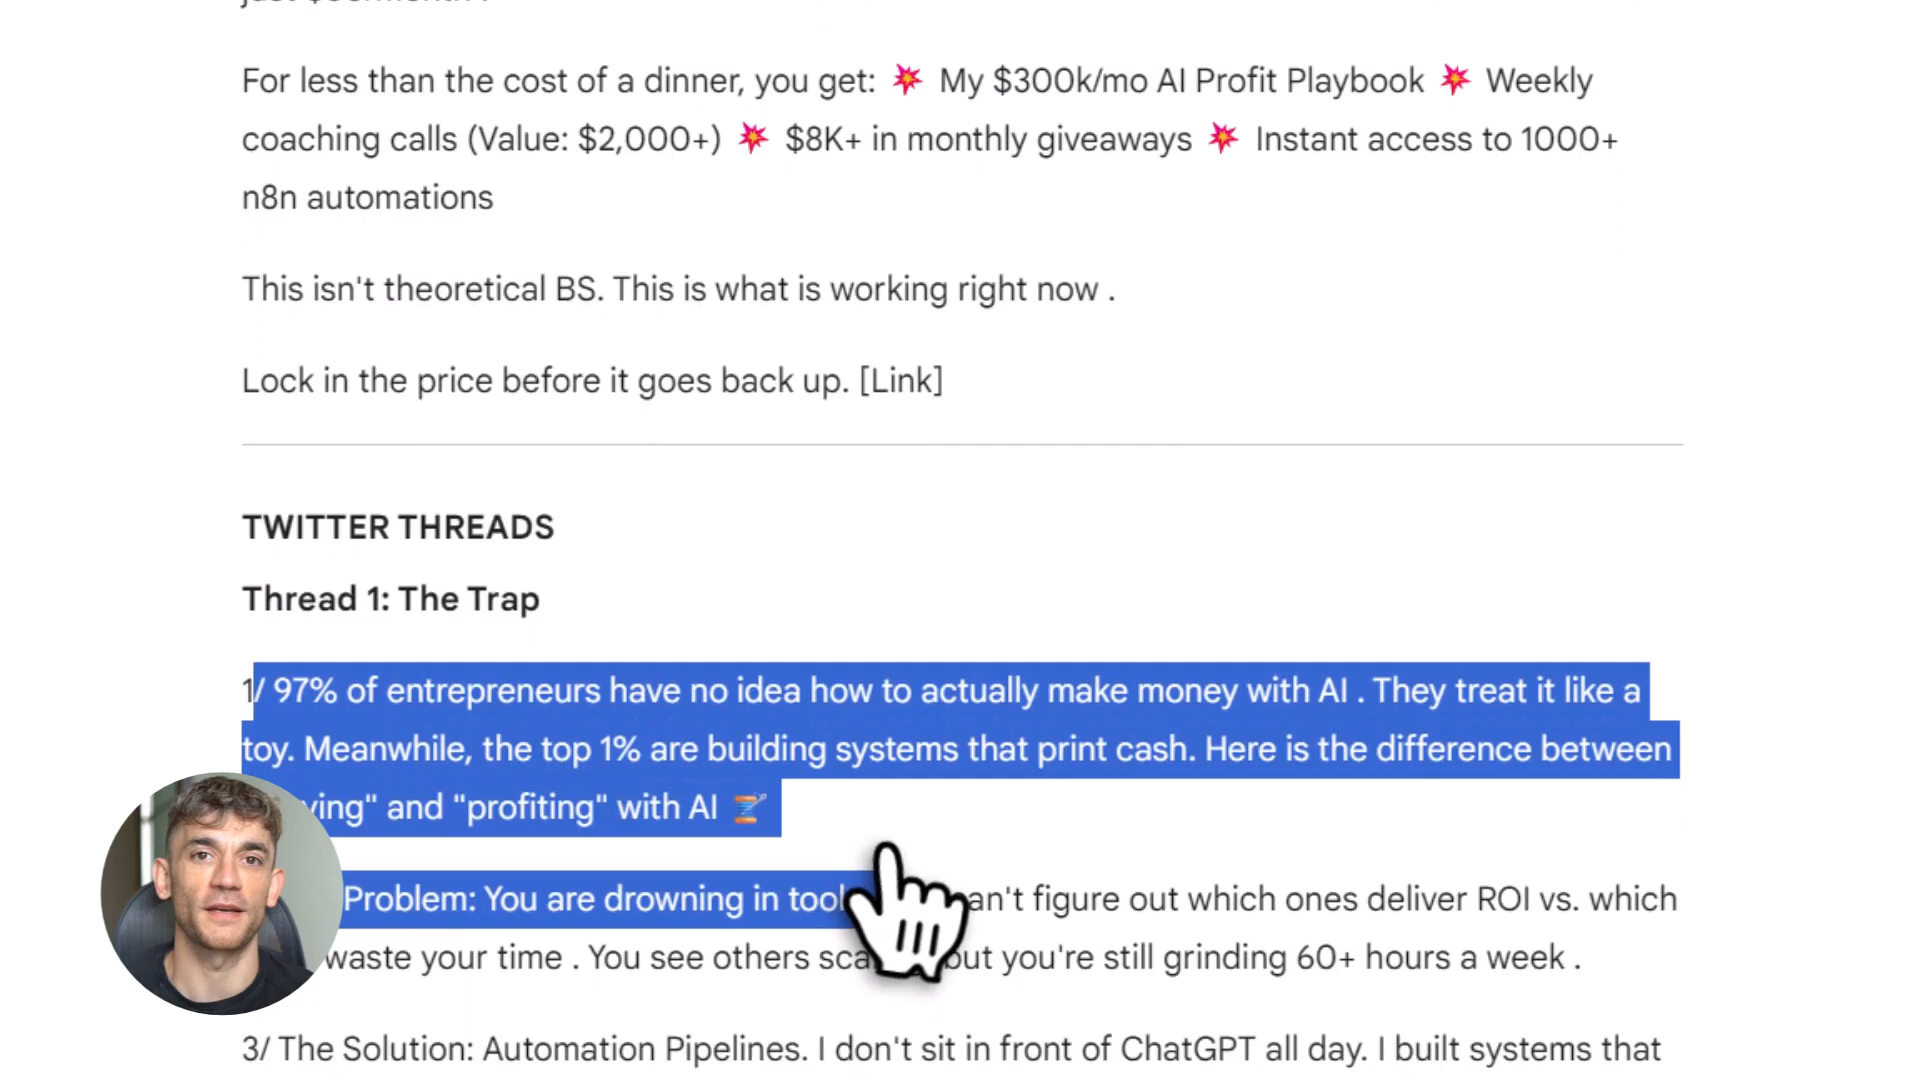 For less than the cost of a dinner, you get: 💥 My $300k/mo AI Profit Playbook 💥 Weekly
coaching calls (Value: $2,000+) 💥 $8K+ in monthly giveaways 💥 Instant access to 1000+
n8n automations
This isn't theoretical BS. This is what is working right now .
Lock in the price before it goes back up. [Link]
TWITTER THREADS
Thread 1: The Trap
1/ 97% of entrepreneurs have no idea how to actually make money with AI . They treat it like a
toy. Meanwhile, the top 1% are building systems that print cash. Here is the difference between
and "profiting" with AI 🧵
Problem: You are drowning in figure out which ones deliver ROI vs. which
waste your time . You see others you're still grinding 60+ hours a week .
3/ The Solution: Automation Pipelines. I don't sit in front of ChatGPT all day. I built systems that